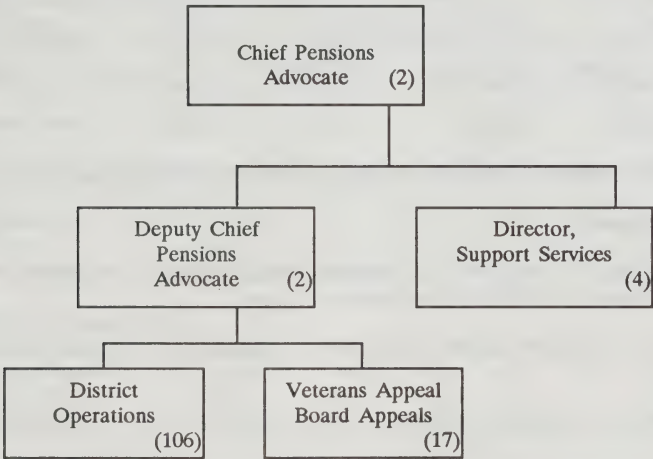 Chief Pensions
Advocate (2)
Deputy Chief
Pensions
Advocate (2)
Director,
Support Services
(4)
District
Operations
(106)
Veterans Appeal
Board Appeals
(17)